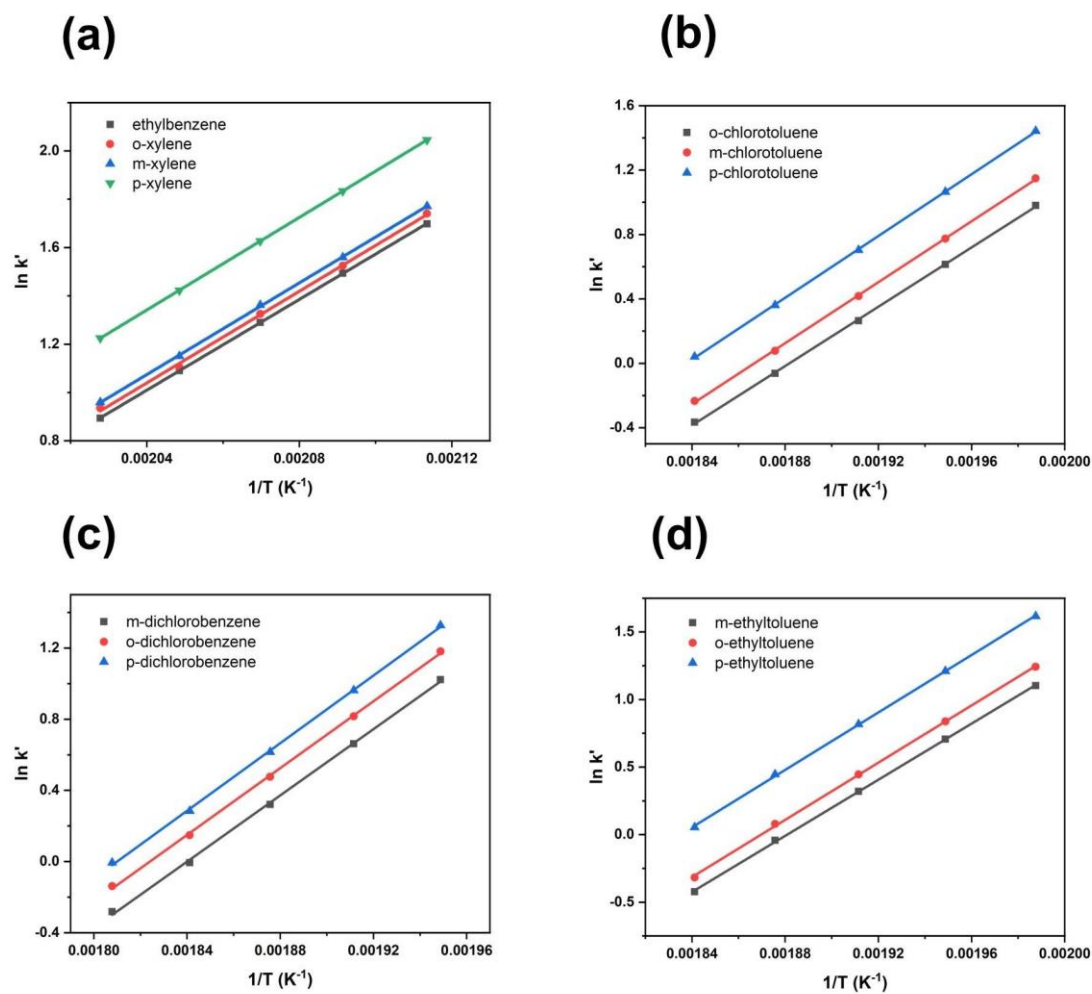 (a)
ethylbenzene
o-xylene
m-xylene
p-xylene
2.0
1.6
1.2
0.8
ln k'
0.00204
0.00208
0.00212
1/T (K-1)
(b)
o-chlorotoluene
m-chlorotoluene
p-chlorotoluene
1.6
1.2
0.8
0.4
0.0
-0.4
ln k'
0.00184
0.00188
0.00192
0.00196
0.00200
1/T (K-1)
(c)
m-dichlorobenzene
o-dichlorobenzene
p-dichlorobenzene
1.2
0.8
0.4
0.0
-0.4
ln k'
0.00180
0.00184
0.00188
0.00192
0.00196
1/T (K-1)
(d)
m-ethyltoluene
o-ethyltoluene
p-ethyltoluene
1.5
1.0
0.5
0.0
-0.5
ln k'
0.00184
0.00188
0.00192
0.00196
0.00200
1/T (K-1)